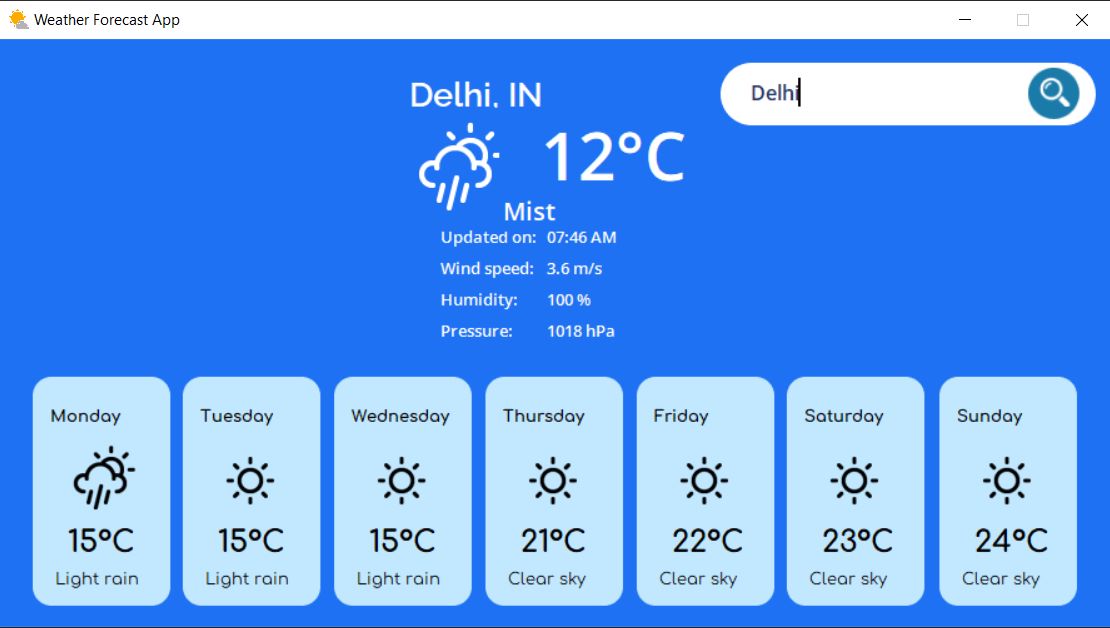 Weather Forecast App
Delhi, IN
Delhi
12°C
Mist
Updated on: 07:46 AM
Wind speed: 3.6 m/s
Humidity: 100 %
Pressure: 1018 hPa
Monday
15°C
Light rain
Tuesday
15°C
Light rain
Wednesday
15°C
Light rain
Thursday
21°C
Clear sky
Friday
22°C
Clear sky
Saturday
23°C
Clear sky
Sunday
24°C
Clear sky